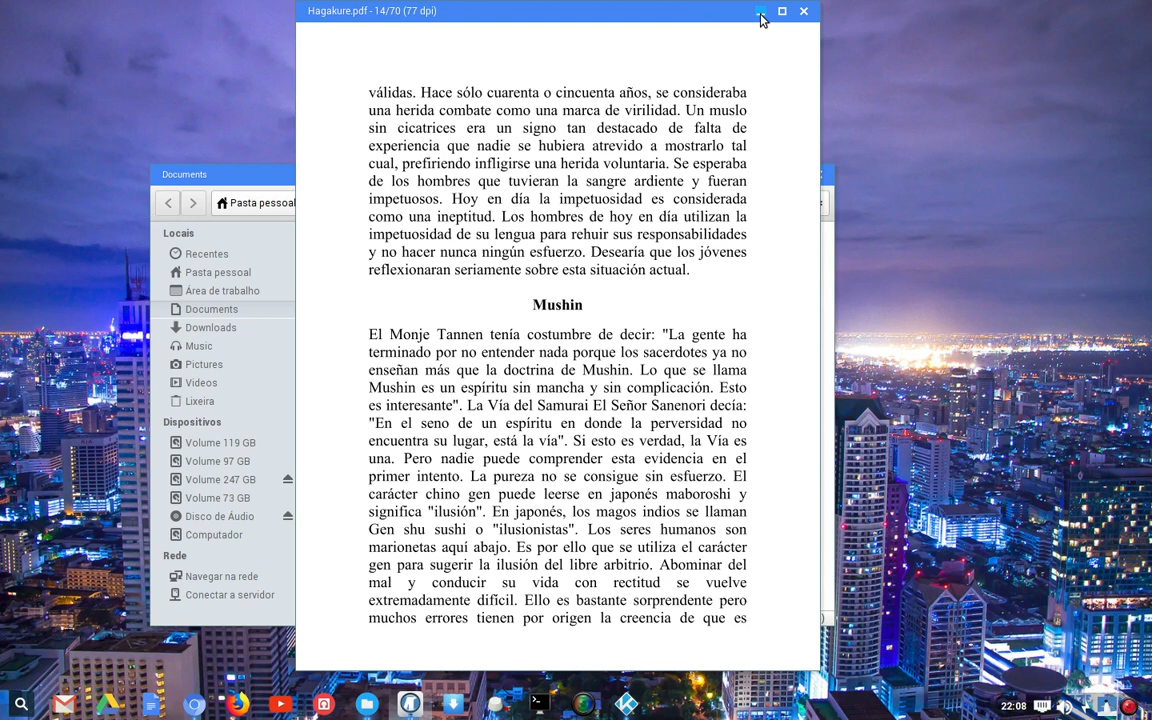 Hagakure.pdf - 14/70 (77 dpi)
válidas. Hace sólo cuarenta o cincuenta años, se consideraba
una herida combate como una marca de virilidad. Un muslo
sin cicatrices era un signo tan destacado de falta de
experiencia que nadie se hubiera atrevido a mostrarlo tal
cual, prefiriendo infligirse una herida voluntaria. Se esperaba
de los hombres que tuvieran la sangre ardiente y fueran
impetuosos. Hoy en día la impetuosidad es considerada
como una ineptitud. Los hombres de hoy en día utilizan la
impetuosidad de su lengua para rehuir sus responsabilidades
y no hacer nunca ningún esfuerzo. Desearía que los jóvenes
reflexionaran seriamente sobre esta situación actual.
Mushin
El Monje Tannen tenía costumbre de decir: "La gente ha
terminado por no entender nada porque los sacerdotes ya no
enseñan más que la doctrina de Mushin. Lo que se llama
Mushin es un espíritu sin mancha y sin complicación. Esto
es interesante". La Vía del Samurai El Señor Sanenori decía:
"En el seno de un espíritu en donde la perversidad no
encuentra su lugar, está la vía". Si esto es verdad, la Vía es
una. Pero nadie puede comprender esta evidencia en el
primer intento. La pureza no se consigue sin esfuerzo. El
carácter chino gen puede leerse en japonés maboroshi y
significa "ilusión". En japonés, los magos indios se llaman
Gen shu sushi o "ilusionistas". Los seres humanos son
marionetas aquí abajo. Es por ello que se utiliza el carácter
gen para sugerir la ilusión del libre arbitrio. Abominar del
mal y conducir su vida con rectitud se vuelve
extremadamente difícil. Ello es bastante sorprendente pero
muchos errores tienen por origen la creencia de que es
Documents
Pasta pessoal
Locais
Recentes
Pasta pessoal
Área de trabalho
Documents
Downloads
Music
Pictures
Videos
Lixeira
Dispositivos
Volume 119 GB
Volume 97 GB
Volume 247 GB
Volume 73 GB
Disco de Áudio
Computador
Rede
Navegar na rede
Conectar a servidor
22:08